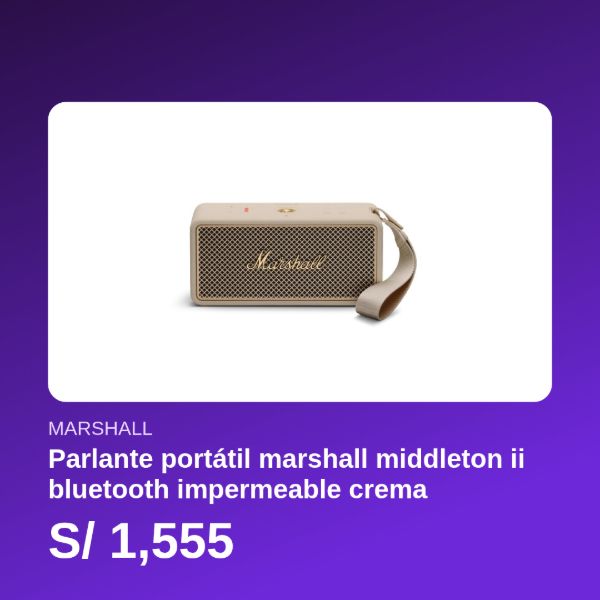 Marshall
MARSHALL
Parlante portátil marshall middleton ii
bluetooth impermeable crema
S/ 1,555